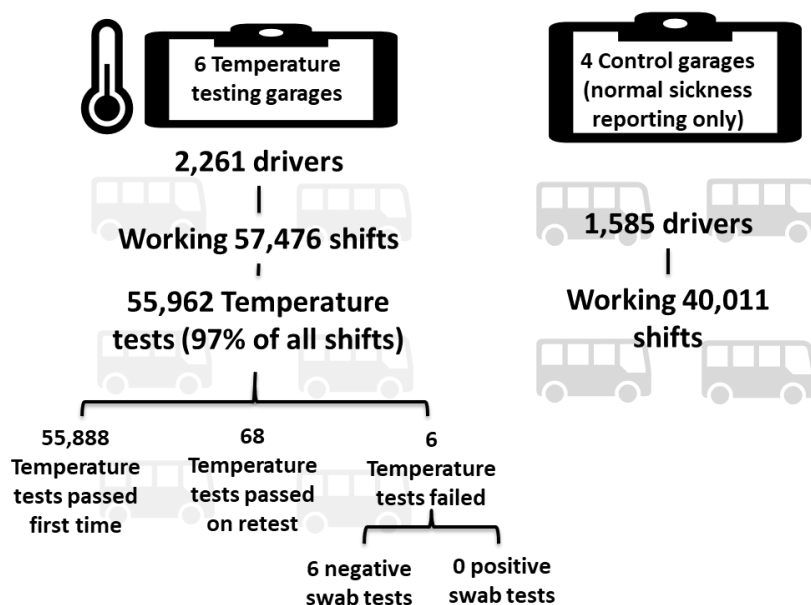 6 Temperature
testing garages
2,261 drivers
Working 57,476 shifts
55,962 Temperature
tests (97% of all shifts)
55,888
Temperature
tests passed
first time
68
Temperature
tests passed
on retest
6
Temperature
tests failed
6 negative
swab tests
0 positive
swab tests
4 Control garages
(normal sickness
reporting only)
1,585 drivers
Working 40,011
shifts